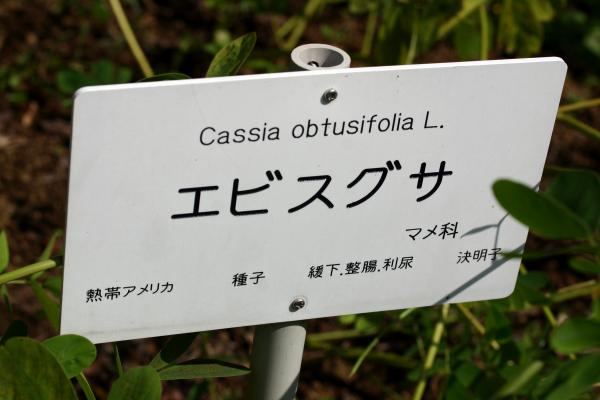 Cassia obtusifolia L.
エビスグサ
マメ科
熱帯アメリカ 種子 緩下.整腸.利尿 決明子